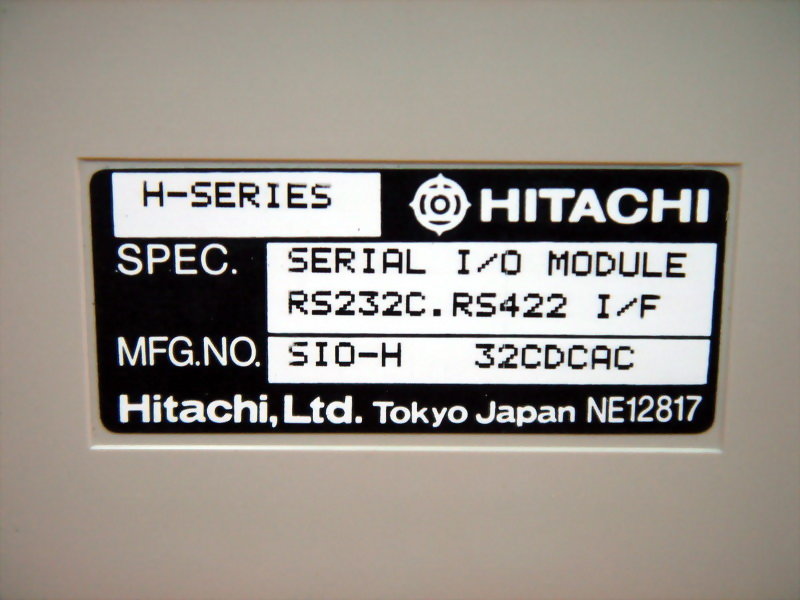 H-SERIES HITACHI
SPEC. SERIAL I/O MODULE
RS232C.RS422 I/F
MFG.NO. SIO-H 32CDCAC
Hitachi, Ltd. Tokyo Japan NE12817